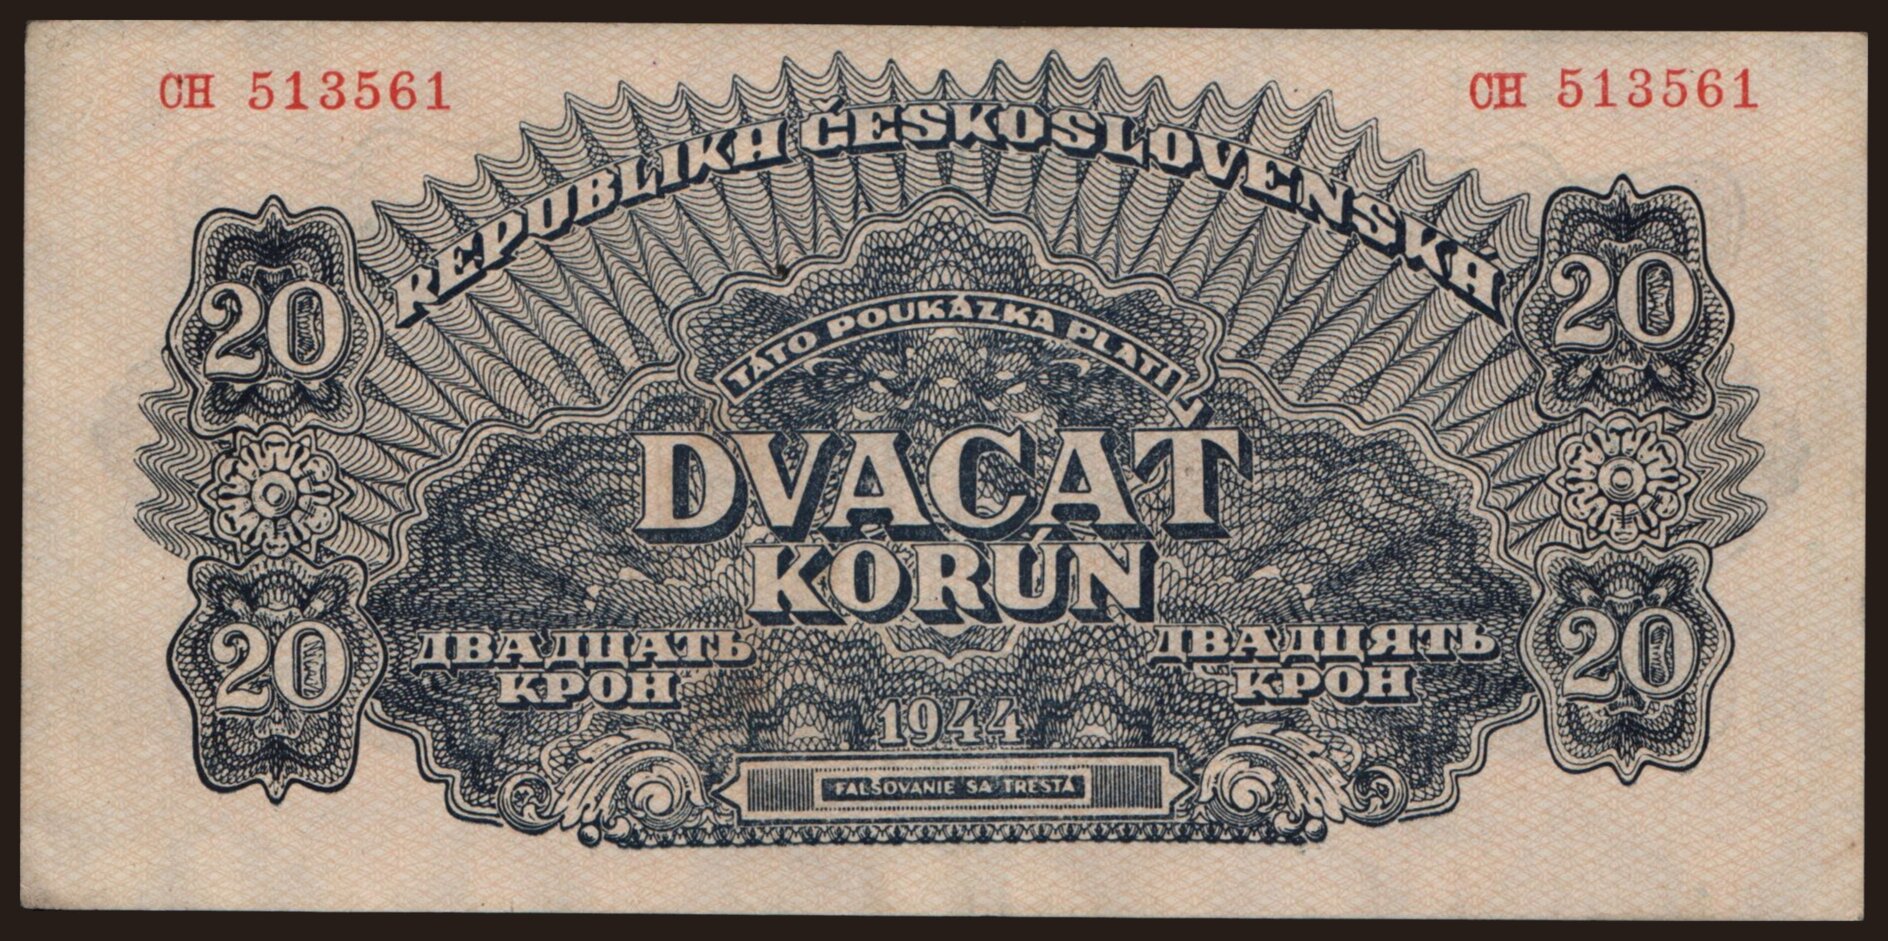 CH 513561
CH 513561
REPUBLIKA ČESKOSLOVENSKÁ
20
20
TÁTO POUKÁZKA PLATÍ
DVACAŤ
KORÚN
ДВАДЦАТЬ
КРОН
ДВАДЦЯТЬ
КРОН
20
20
1944
FALŠOVANIE SA TRESTÁ